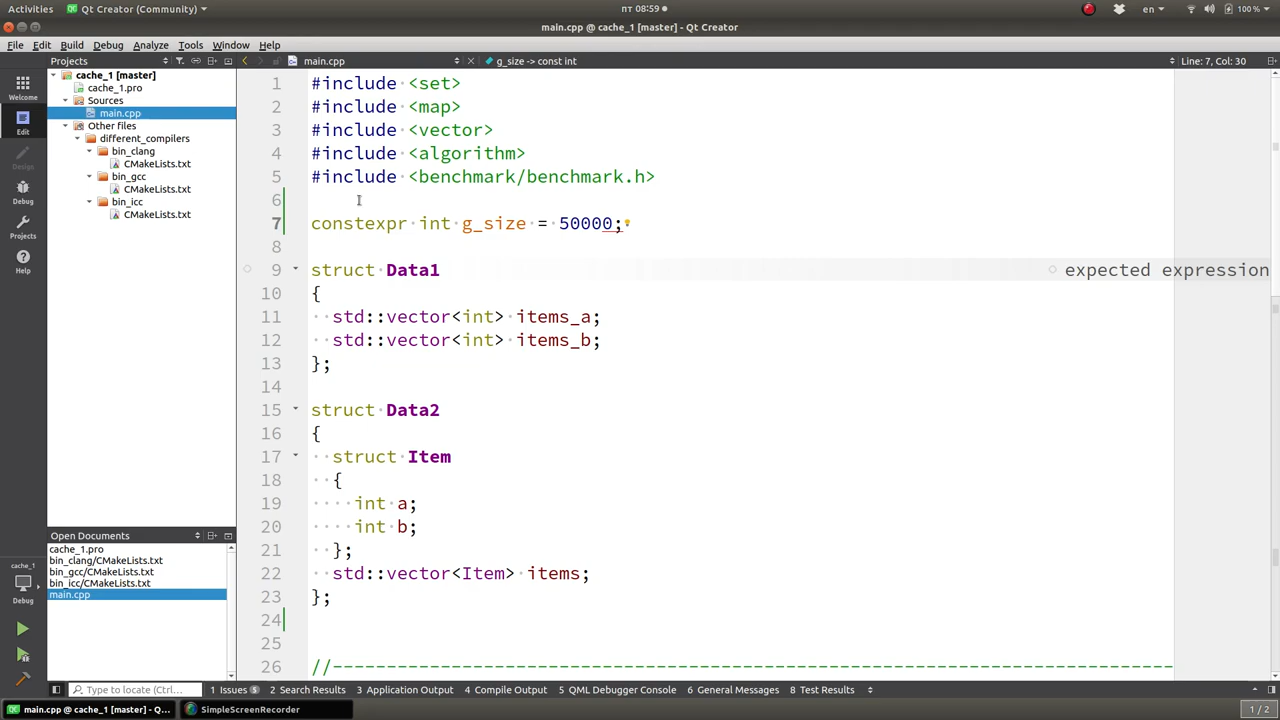 Activities Qt Creator (Community) пт 08:59 en 100 %
main.cpp @ cache_1 [master] - Qt Creator
File Edit Build Debug Analyze Tools Window Help
Projects main.cpp g_size -> const int Line: 7, Col: 30
cache_1 [master]
cache_1.pro
Sources
main.cpp
Other files
different_compilers
bin_clang
CMakeLists.txt
bin_gcc
CMakeLists.txt
bin_icc
CMakeLists.txt
Welcome
Edit
Design
Debug
Projects
Help
cache_1
Debug
Open Documents
cache_1.pro
bin_clang/CMakeLists.txt
bin_gcc/CMakeLists.txt
bin_icc/CMakeLists.txt
main.cpp
1 #include <set>
2 #include <map>
3 #include <vector>
4 #include <algorithm>
5 #include <benchmark/benchmark.h>
6
7 constexpr int g_size = 50000;
8
9 struct Data1 expected expression
10 {
11 std::vector<int> items_a;
12 std::vector<int> items_b;
13 };
14
15 struct Data2
16 {
17 struct Item
18 {
19 int a;
20 int b;
21 };
22 std::vector<Item> items;
23 };
24
25
26 //------------------------------------------------------------------------------
Type to locate (Ctrl+... 1 Issues 5 2 Search Results 3 Application Output 4 Compile Output 5 QML Debugger Console 6 General Messages 8 Test Results
main.cpp @ cache_1 [master] - Q... SimpleScreenRecorder 1 / 2